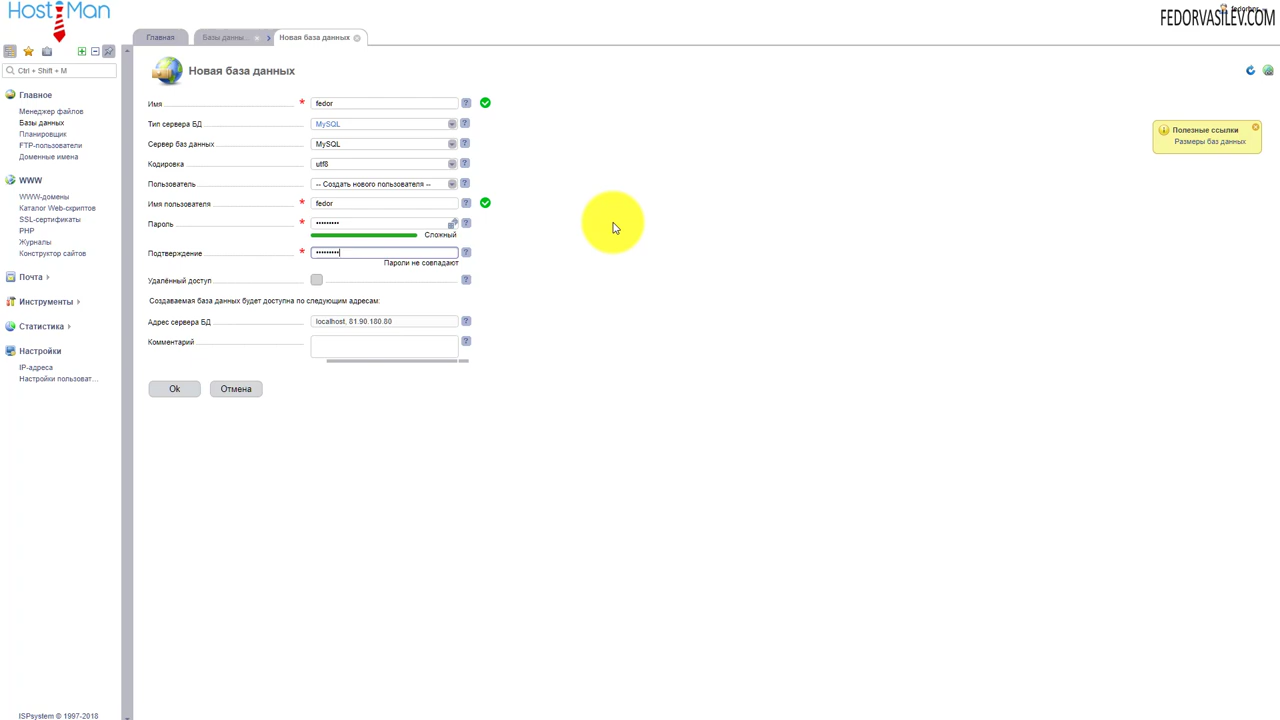 Host Man
FEDORVASILEV.COM
Главная
Базы данны...
Новая база данных
Ctrl + Shift + M
Главное
Менеджер файлов
Базы данных
Планировщик
FTP-пользователи
Доменные имена
WWW
WWW-домены
Каталог Web-скриптов
SSL-сертификаты
PHP
Журналы
Конструктор сайтов
Почта
Инструменты
Статистика
Настройки
IP-адреса
Настройки пользоват...
ISPsystem © 1997-2018
Новая база данных
Имя * fedor
Тип сервера БД MySQL
Сервер баз данных MySQL
Кодировка utf8
Пользователь -- Создать нового пользователя --
Имя пользователя * fedor
Пароль * •••••••••
Сложный
Подтверждение * •••••••••
Пароли не совпадают
Удалённый доступ
Создаваемая база данных будет доступна по следующим адресам:
Адрес сервера БД localhost, 81.90.180.80
Комментарий
Ok Отмена
Полезные ссылки
Размеры баз данных